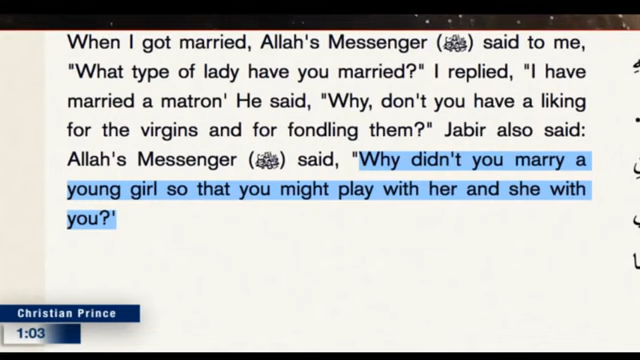 When I got married, Allah's Messenger (ﷺ) said to me,
"What type of lady have you married?" I replied, "I have
married a matron' He said, "Why, don't you have a liking
for the virgins and for fondling them?" Jabir also said:
Allah's Messenger (ﷺ) said, "Why didn't you marry a
young girl so that you might play with her and she with
you?'
Christian Prince
1:03